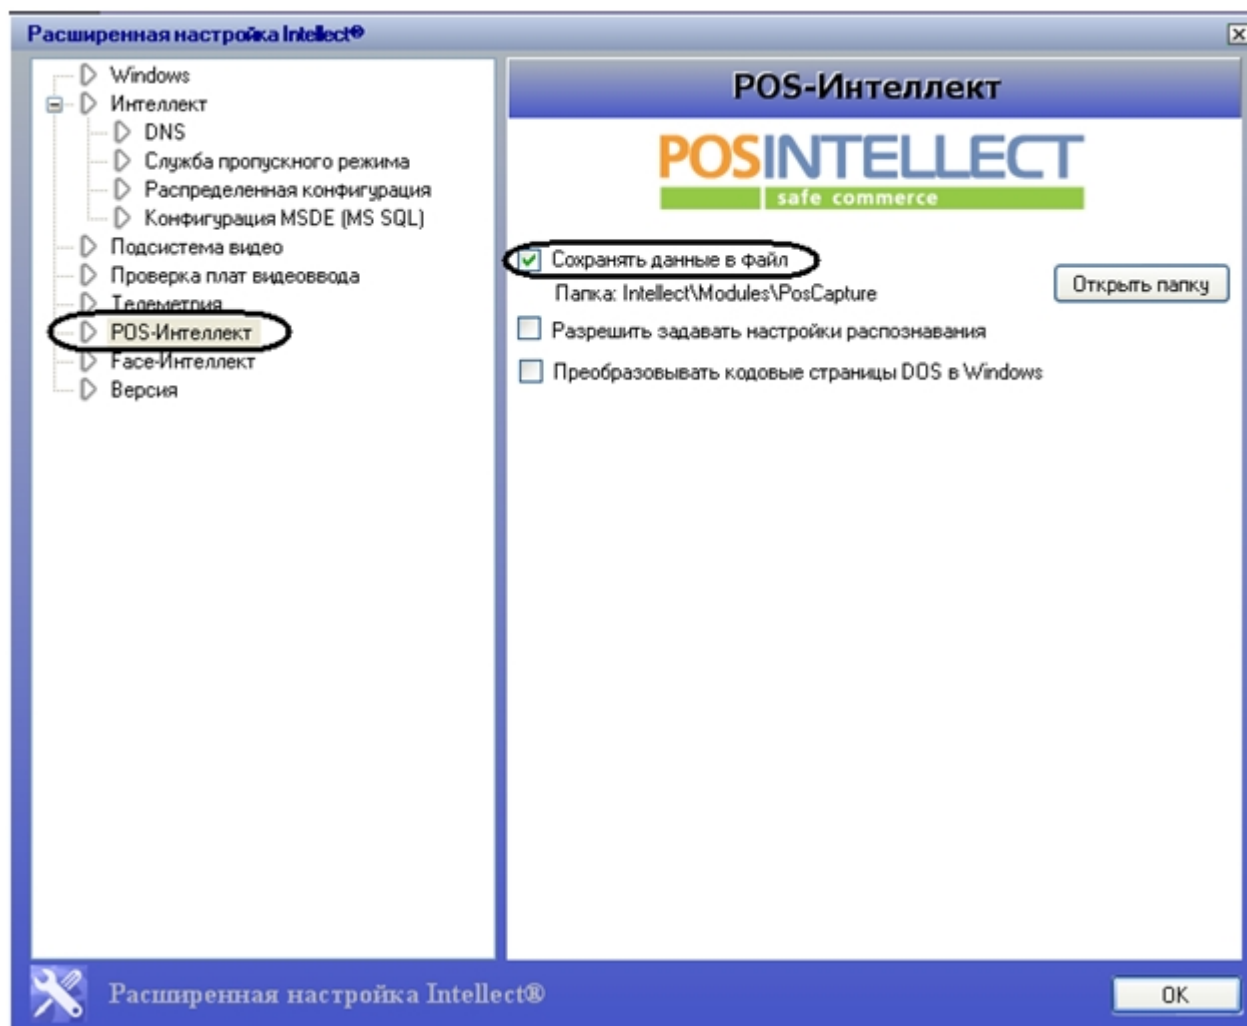 Расширенная настройка Intellect®
Windows
Интеллект
DNS
Служба пропускного режима
Распределенная конфигурация
Конфигурация MSDE (MS SQL)
Подсистема видео
Проверка плат видеоввода
Телеметрия
POS-Интеллект
Face-Интеллект
Версия
POS-Интеллект
POSINTELLECT
safe commerce
Сохранять данные в файл
Папка: Intellect\Modules\PosCapture
Открыть папку
Разрешить задавать настройки распознавания
Преобразовывать кодовые страницы DOS в Windows
Расширенная настройка Intellect®
OK